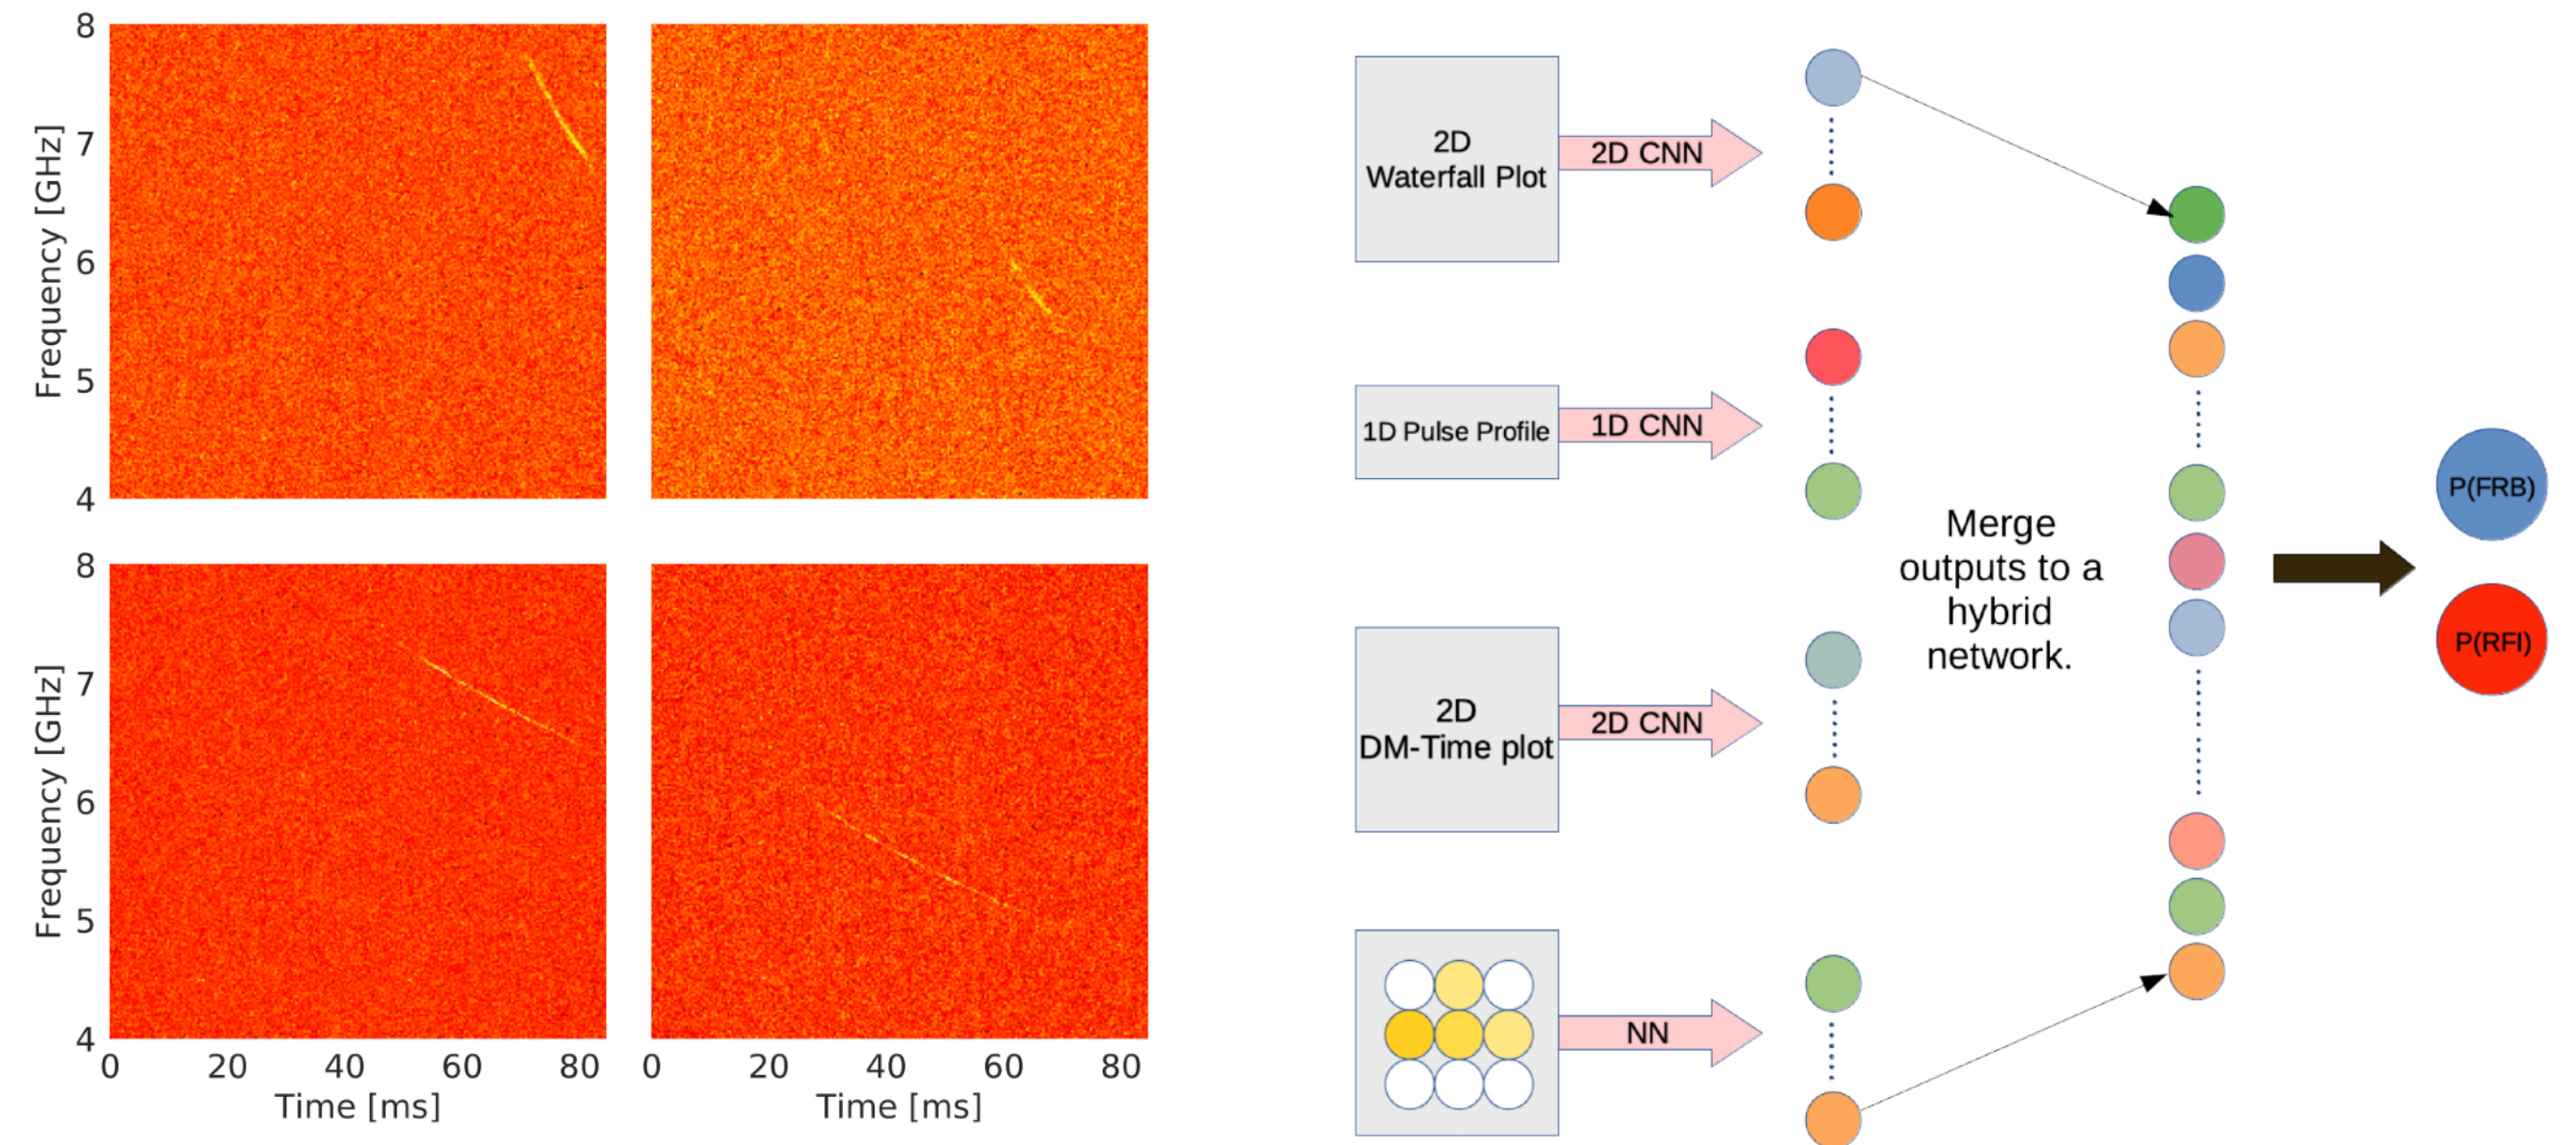 8
7
6
5
4
Frequency [GHz]
8
7
6
5
4
Frequency [GHz]
0 20 40 60 80
Time [ms]
0 20 40 60 80
Time [ms]
2D
Waterfall Plot
2D CNN
1D Pulse Profile
1D CNN
2D
DM-Time plot
2D CNN
NN
Merge
outputs to a
hybrid
network.
P(FRB)
P(RFI)